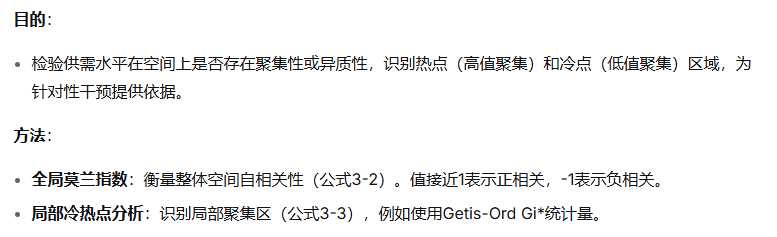 目的：
• 检验供需水平在空间上是否存在聚集性或异质性，识别热点（高值聚集）和冷点（低值聚集）区域，为
针对性干预提供依据。
方法：
• 全局莫兰指数：衡量整体空间自相关性（公式3-2）。值接近1表示正相关，-1表示负相关。
• 局部冷热点分析：识别局部聚集区（公式3-3），例如使用Getis-Ord Gi*统计量。